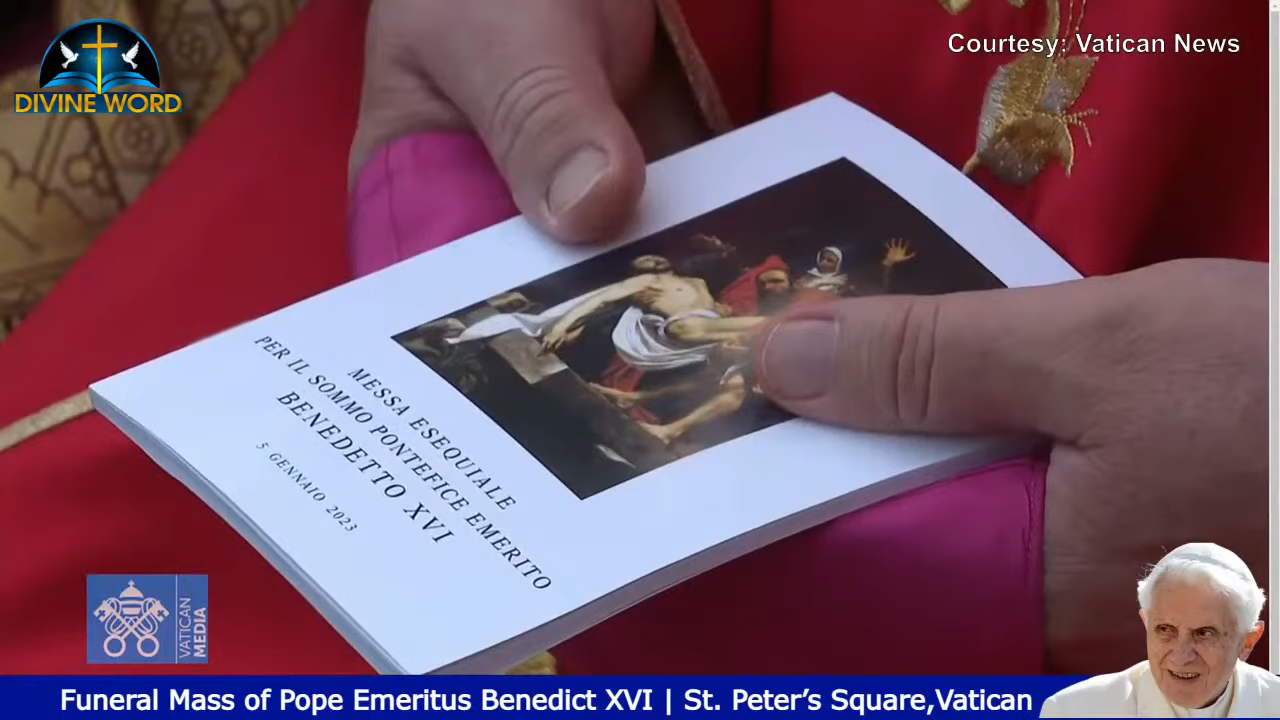 DIVINE WORD
Courtesy: Vatican News
MESSA ESEQUIALE
PER IL SOMMO PONTEFICE EMERITO
BENEDETTO XVI
5 GENNAIO 2023
VATICAN
MEDIA
Funeral Mass of Pope Emeritus Benedict XVI | St. Peter’s Square,Vatican